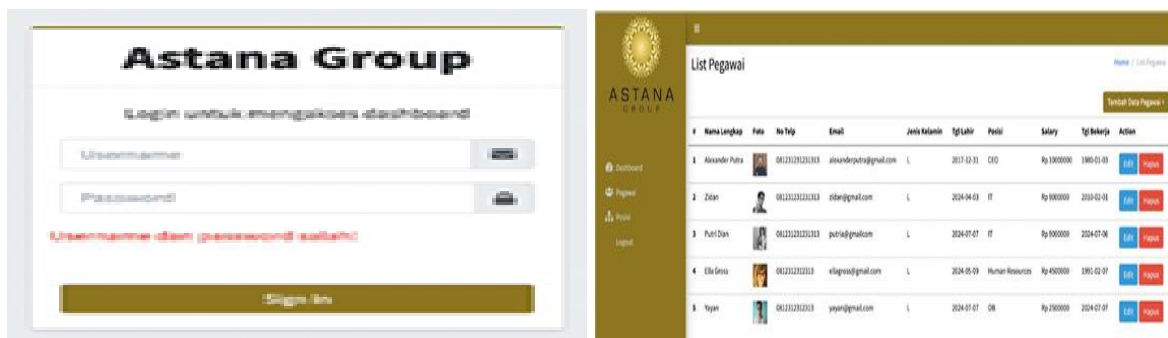 Astana Group
Login untuk mengakses dashboard
Username
Password
Username dan password salah!
Sign In
ASTANA
GROUP
Dashboard
Pegawai
Posisi
Logout
List Pegawai
Home / List Pegawai
Tambah Data Pegawai +
# Nama Lengkap Foto No Telp Email Jenis Kelamin Tgl Lahir Posisi Salary Tgl Bekerja Action
1 Alexander Putra 081231231231313 alexanderputra@gmail.com L 2017-12-31 CEO Rp 10000000 1980-01-03 Edit Hapus
2 Zidan 081231231231313 zidan@gmail.com L 2024-04-03 IT Rp 9000000 2010-02-01 Edit Hapus
3 Putri Dian 081231231231313 putria@gmailcom L 2024-07-07 IT Rp 9000000 2024-07-06 Edit Hapus
4 Ella Gross 0812312312313 ellagross@gmail.com L 2024-05-09 Human Resources Rp 4500000 1991-02-07 Edit Hapus
5 Yayan 0812312312313 yayan@gmail.com L 2024-07-07 OB Rp 2500000 2024-07-07 Edit Hapus